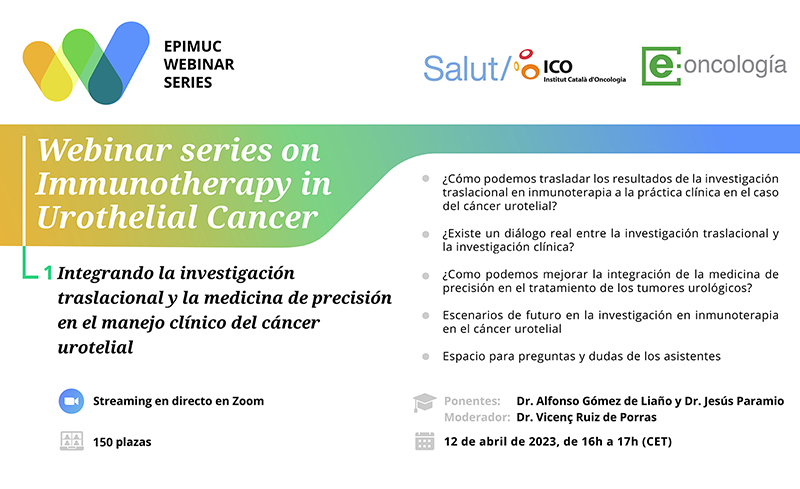 EPIMUC
WEBINAR
SERIES
Salut/ ICO
Institut Català d'Oncologia
e·oncología
Webinar series on
Immunotherapy in
Urothelial Cancer
1 Integrando la investigación
traslacional y la medicina de precisión
en el manejo clínico del cáncer
urotelial
¿Cómo podemos trasladar los resultados de la investigación
traslacional en inmunoterapia a la práctica clínica en el caso
del cáncer urotelial?
¿Existe un diálogo real entre la investigación traslacional y
la investigación clínica?
¿Como podemos mejorar la integración de la medicina de
precisión en el tratamiento de los tumores urológicos?
Escenarios de futuro en la investigación en inmunoterapia
en el cáncer urotelial
Espacio para preguntas y dudas de los asistentes
Streaming en directo en Zoom
150 plazas
Ponentes: Dr. Alfonso Gómez de Liaño y Dr. Jesús Paramio
Moderador: Dr. Vicenç Ruiz de Porras
12 de abril de 2023, de 16h a 17h (CET)